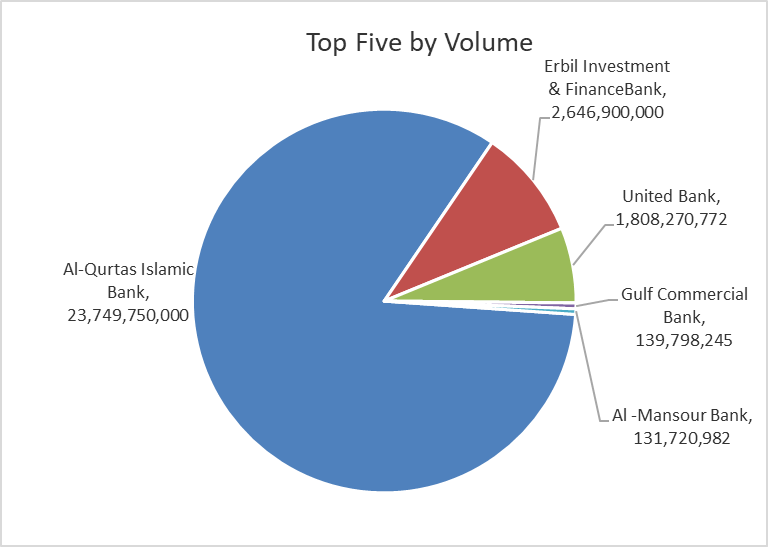 Top Five by Volume
Erbil Investment
& FinanceBank,
2,646,900,000
United Bank,
1,808,270,772
Al-Qurtas Islamic
Bank,
23,749,750,000
Gulf Commercial
Bank,
139,798,245
Al -Mansour Bank,
131,720,982